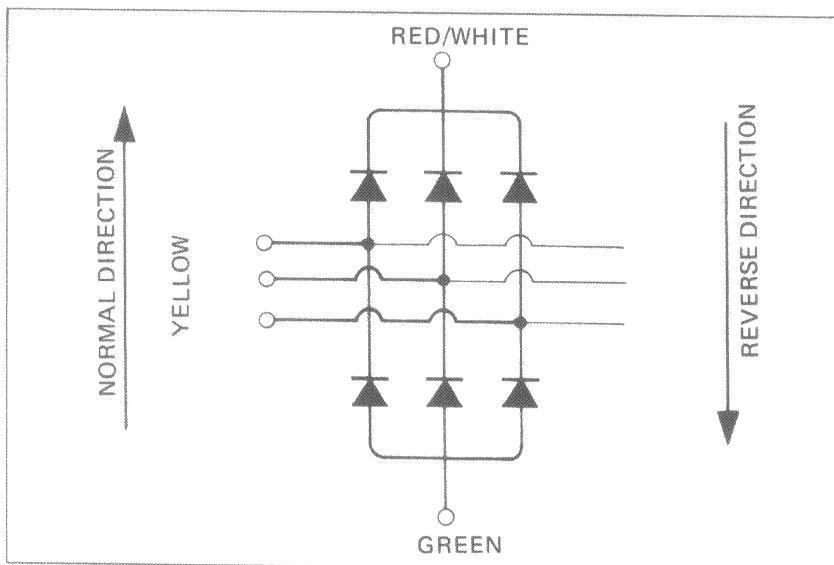 RED/WHITE
NORMAL DIRECTION
YELLOW
REVERSE DIRECTION
GREEN